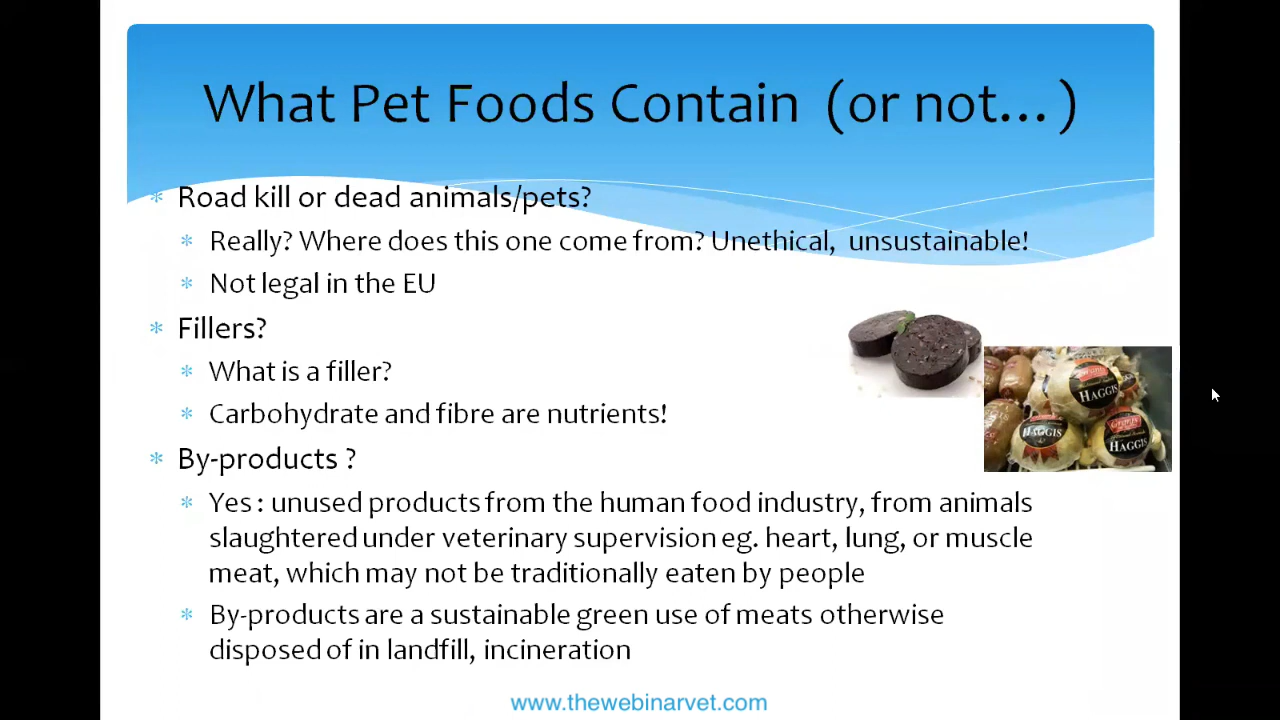 What Pet Foods Contain (or not...)
* Road kill or dead animals/pets?
* Really? Where does this one come from? Unethical, unsustainable!
* Not legal in the EU
* Fillers?
* What is a filler?
* Carbohydrate and fibre are nutrients!
HAGGIS
HAGGIS
HAGGIS
* By-products ?
* Yes : unused products from the human food industry, from animals
slaughtered under veterinary supervision eg. heart, lung, or muscle
meat, which may not be traditionally eaten by people
* By-products are a sustainable green use of meats otherwise
disposed of in landfill, incineration
www.thewebinarvet.com